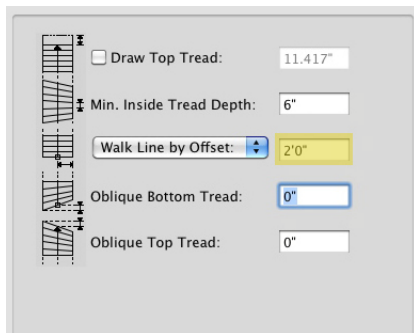 Draw Top Tread: 11.417"
Min. Inside Tread Depth: 6"
Walk Line by Offset: 2'0"
Oblique Bottom Tread: 0"
Oblique Top Tread: 0"